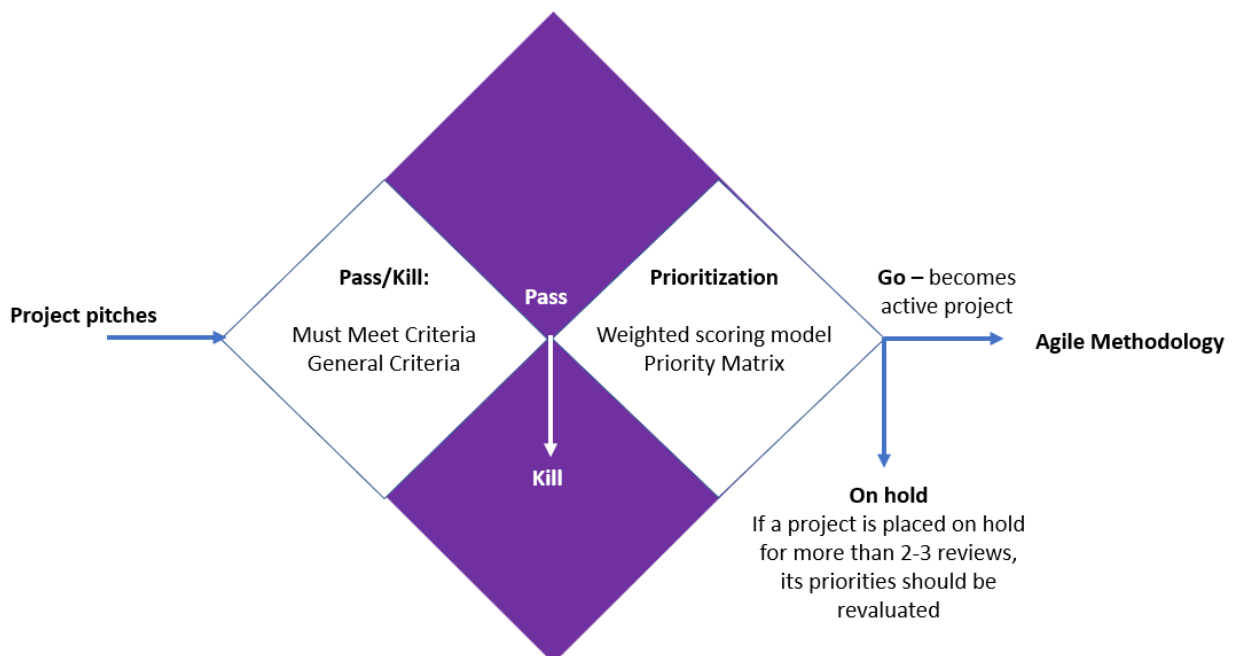 Project pitches
Pass/Kill:
Must Meet Criteria
General Criteria
Pass
Kill
Prioritization
Weighted scoring model
Priority Matrix
Go – becomes
active project
Agile Methodology
On hold
If a project is placed on hold
for more than 2-3 reviews,
its priorities should be
revaluated